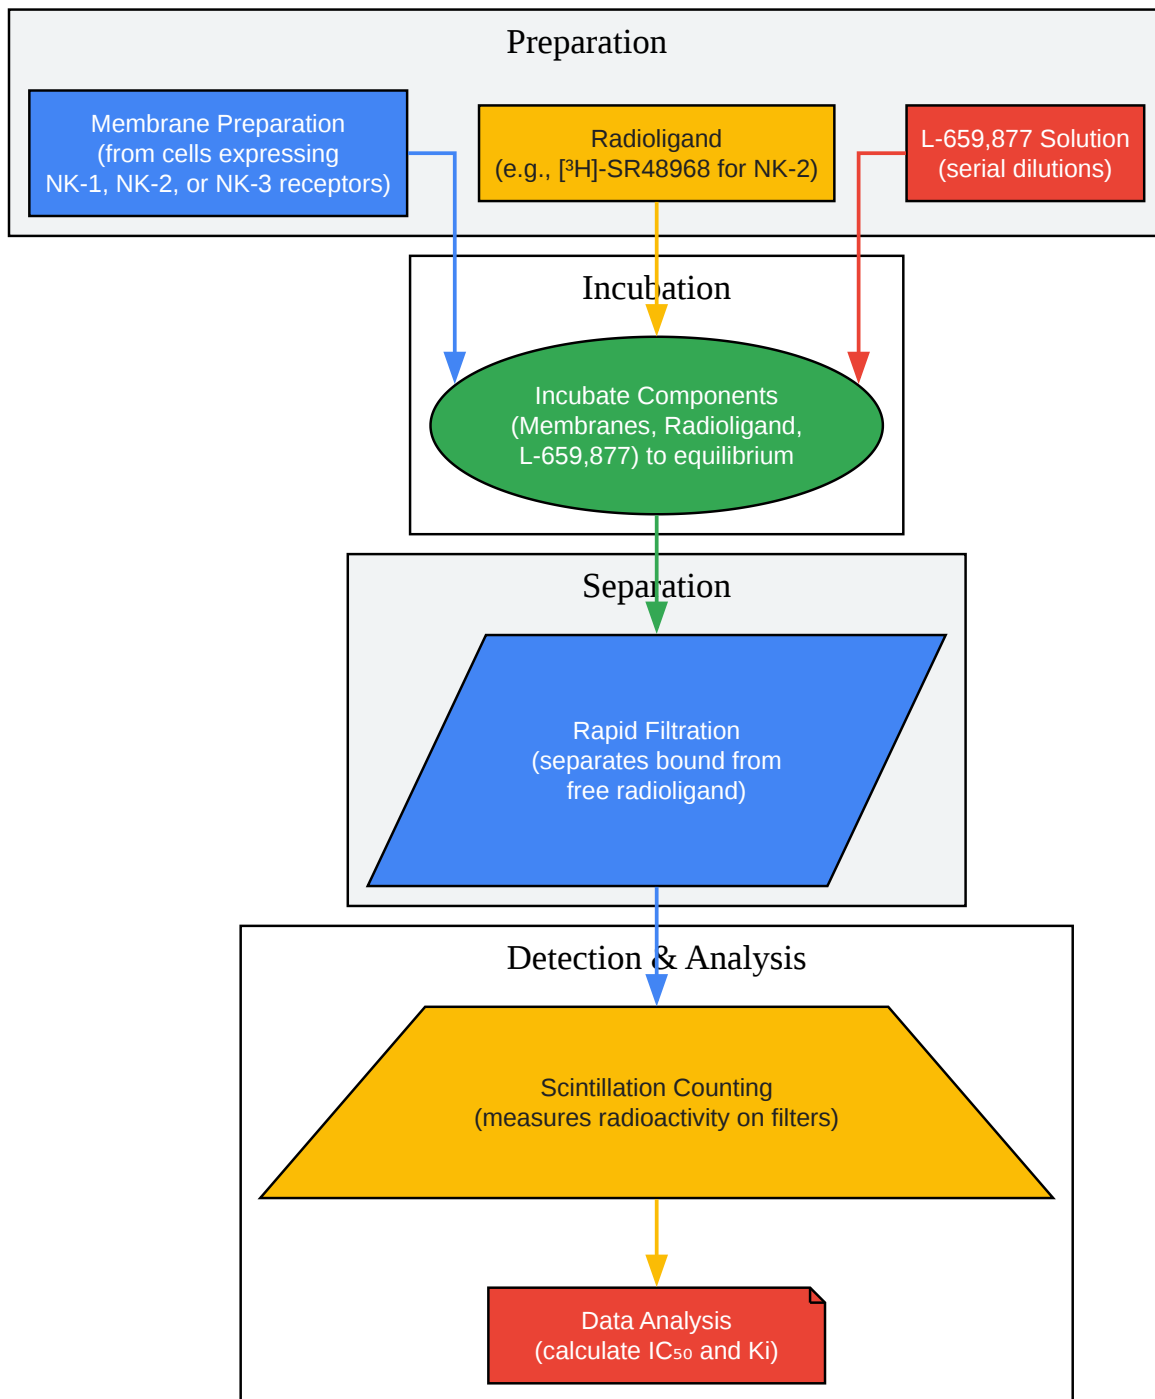 Preparation
Membrane Preparation
(from cells expressing
NK-1, NK-2, or NK-3 receptors)
Radioligand
(e.g., [³H]-SR48968 for NK-2)
L-659,877 Solution
(serial dilutions)
Incubation
Incubate Components
(Membranes, Radioligand,
L-659,877) to equilibrium
Separation
Rapid Filtration
(separates bound from
free radioligand)
Detection & Analysis
Scintillation Counting
(measures radioactivity on filters)
Data Analysis
(calculate IC₅₀ and Ki)